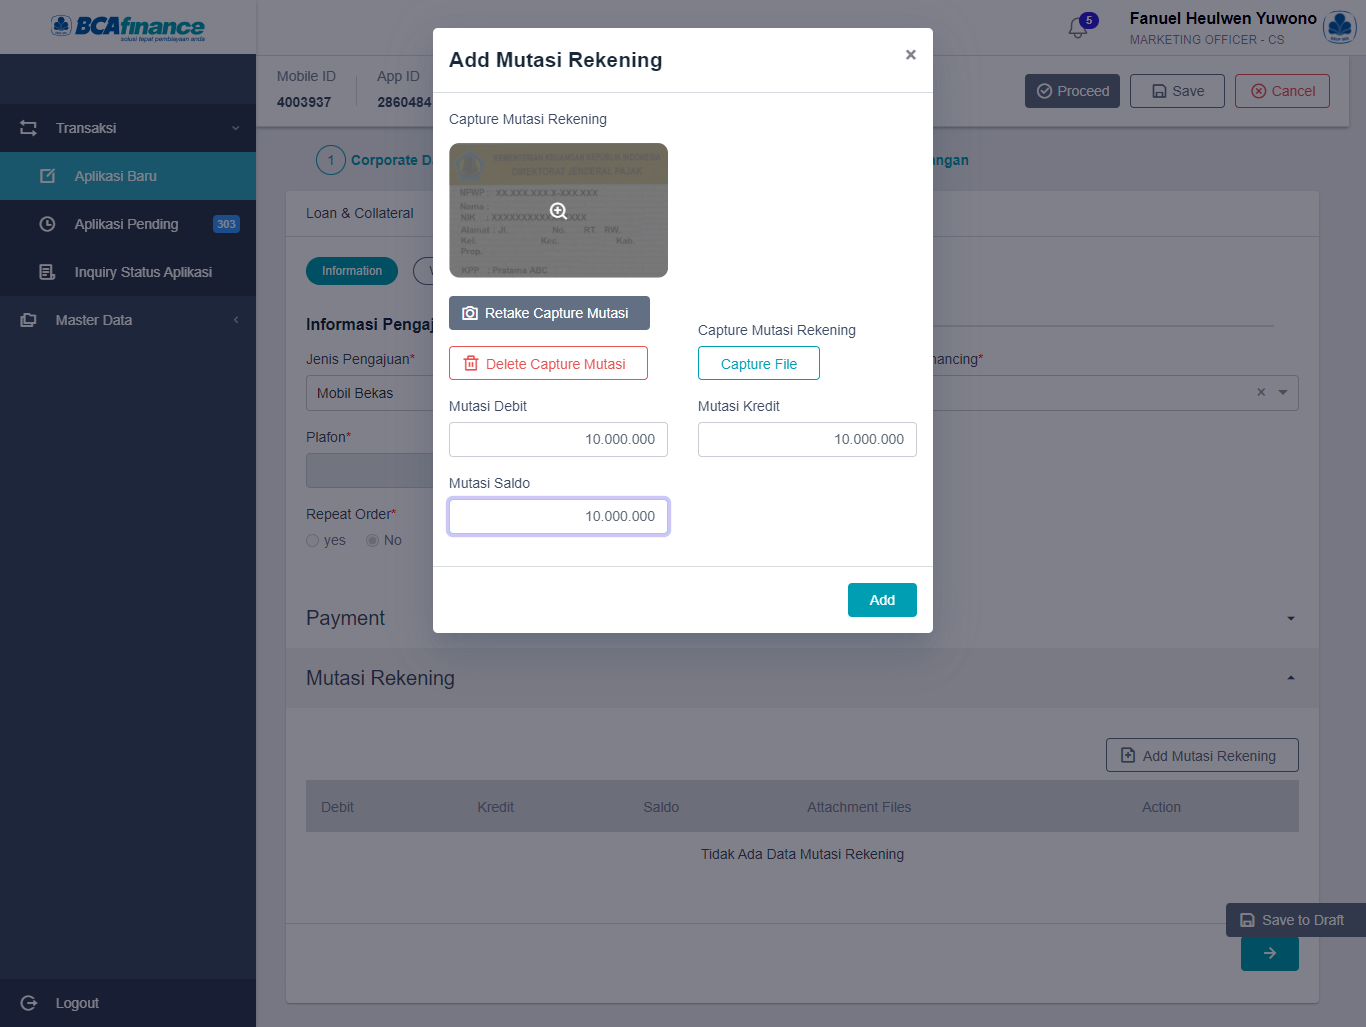 BCAfinance
solusi tepat pembiayaan anda
5
Fanuel Heulwen Yuwono
MARKETING OFFICER - CS
Mobile ID
4003937
App ID
2860484
Proceed
Save
Cancel
Transaksi
Aplikasi Baru
Aplikasi Pending
303
Inquiry Status Aplikasi
Master Data
Logout
1
Corporate D
ngan
Loan & Collateral
Information
Informasi Pengaj
Jenis Pengajuan*
Mobil Bekas
nancing*
Plafon*
Repeat Order*
yes
No
Add Mutasi Rekening
×
Capture Mutasi Rekening
KEMENTERIAN KEUANGAN REPUBLIK INDONESIA
DIREKTORAT JENDERAL PAJAK
NPWP : XX.XXX.XXX.X-XXX.XXX
Nama :
NIK
Alamat : Jl. No. RT. RW.
Kel. Kec. Kab.
Prop.
KPP : Pratama ABC
Retake Capture Mutasi
Delete Capture Mutasi
Capture Mutasi Rekening
Capture File
Mutasi Debit
10.000.000
Mutasi Kredit
10.000.000
Mutasi Saldo
10.000.000
Add
Payment
Mutasi Rekening
Add Mutasi Rekening
Debit Kredit Saldo Attachment Files Action
Tidak Ada Data Mutasi Rekening
Save to Draft